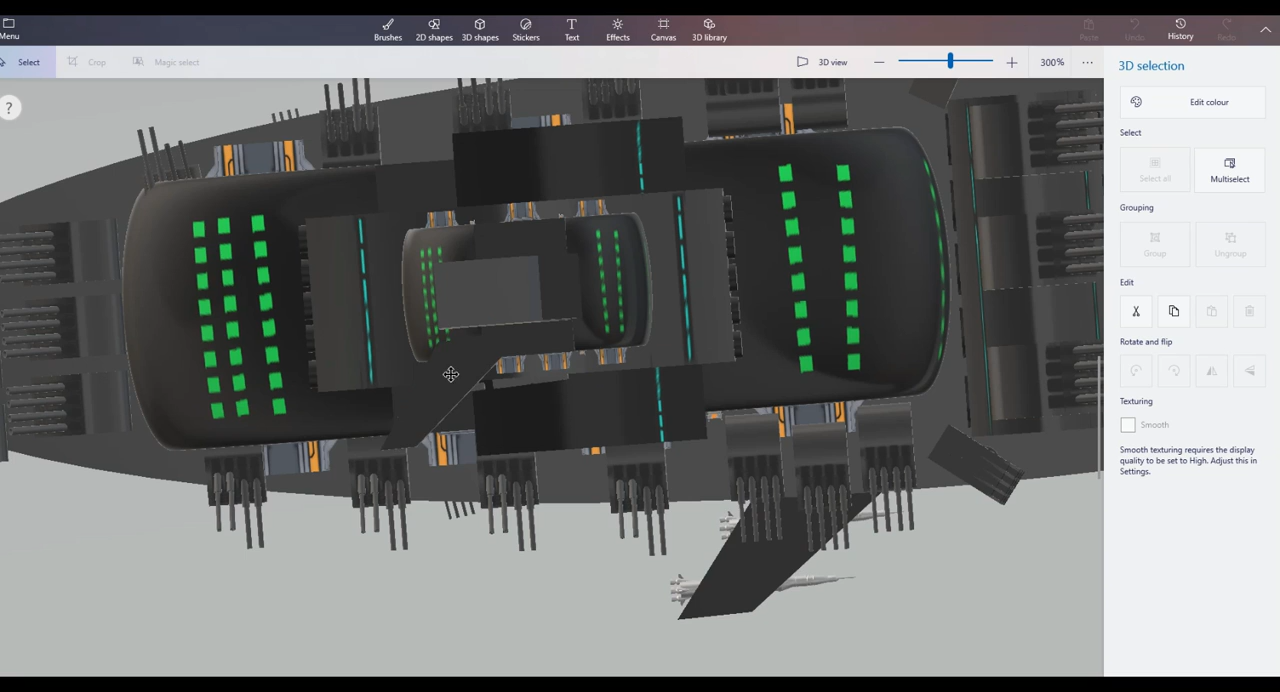 Menu
Brushes
2D shapes
3D shapes
Stickers
Text
Effects
Canvas
3D library
Paste
Undo
History
Redo
Select
Crop
Magic select
3D view
300%
?
3D selection
Edit colour
Select
Select all
Multiselect
Grouping
Group
Ungroup
Edit
Rotate and flip
Texturing
Smooth
Smooth texturing requires the display
quality to be set to High. Adjust this in
Settings.